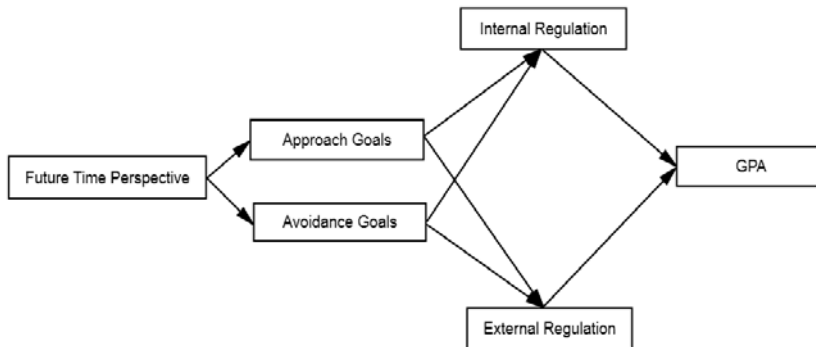 Internal Regulation
Approach Goals
Future Time Perspective
GPA
Avoidance Goals
External Regulation